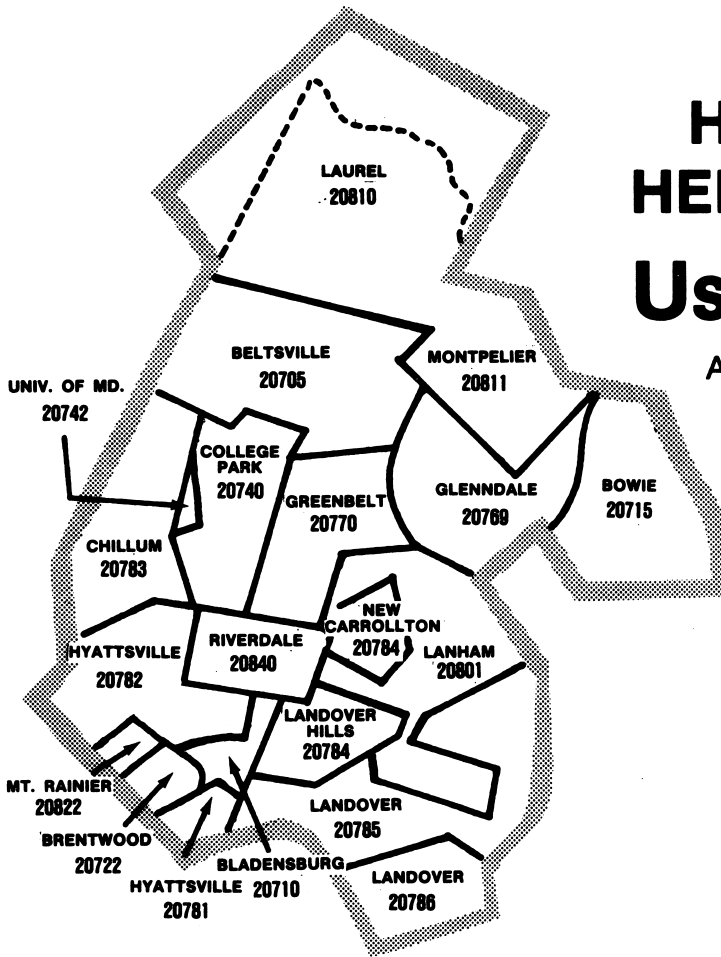 H
HE
Us
A
LAUREL
20810
BELTSVILLE
20705
MONTPELIER
20811
UNIV. OF MD.
20742
COLLEGE
PARK
20740
GREENBELT
20770
GLENNDALE
20769
BOWIE
20715
CHILLUM
20783
HYATTSVILLE
20782
RIVERDALE
20840
NEW
CARROLLTON
20784
LANHAM
20801
LANDOVER
HILLS
20784
MT. RAINIER
20822
BRENTWOOD
20722
HYATTSVILLE
20781
BLADENSBURG
20710
LANDOVER
20785
LANDOVER
20786